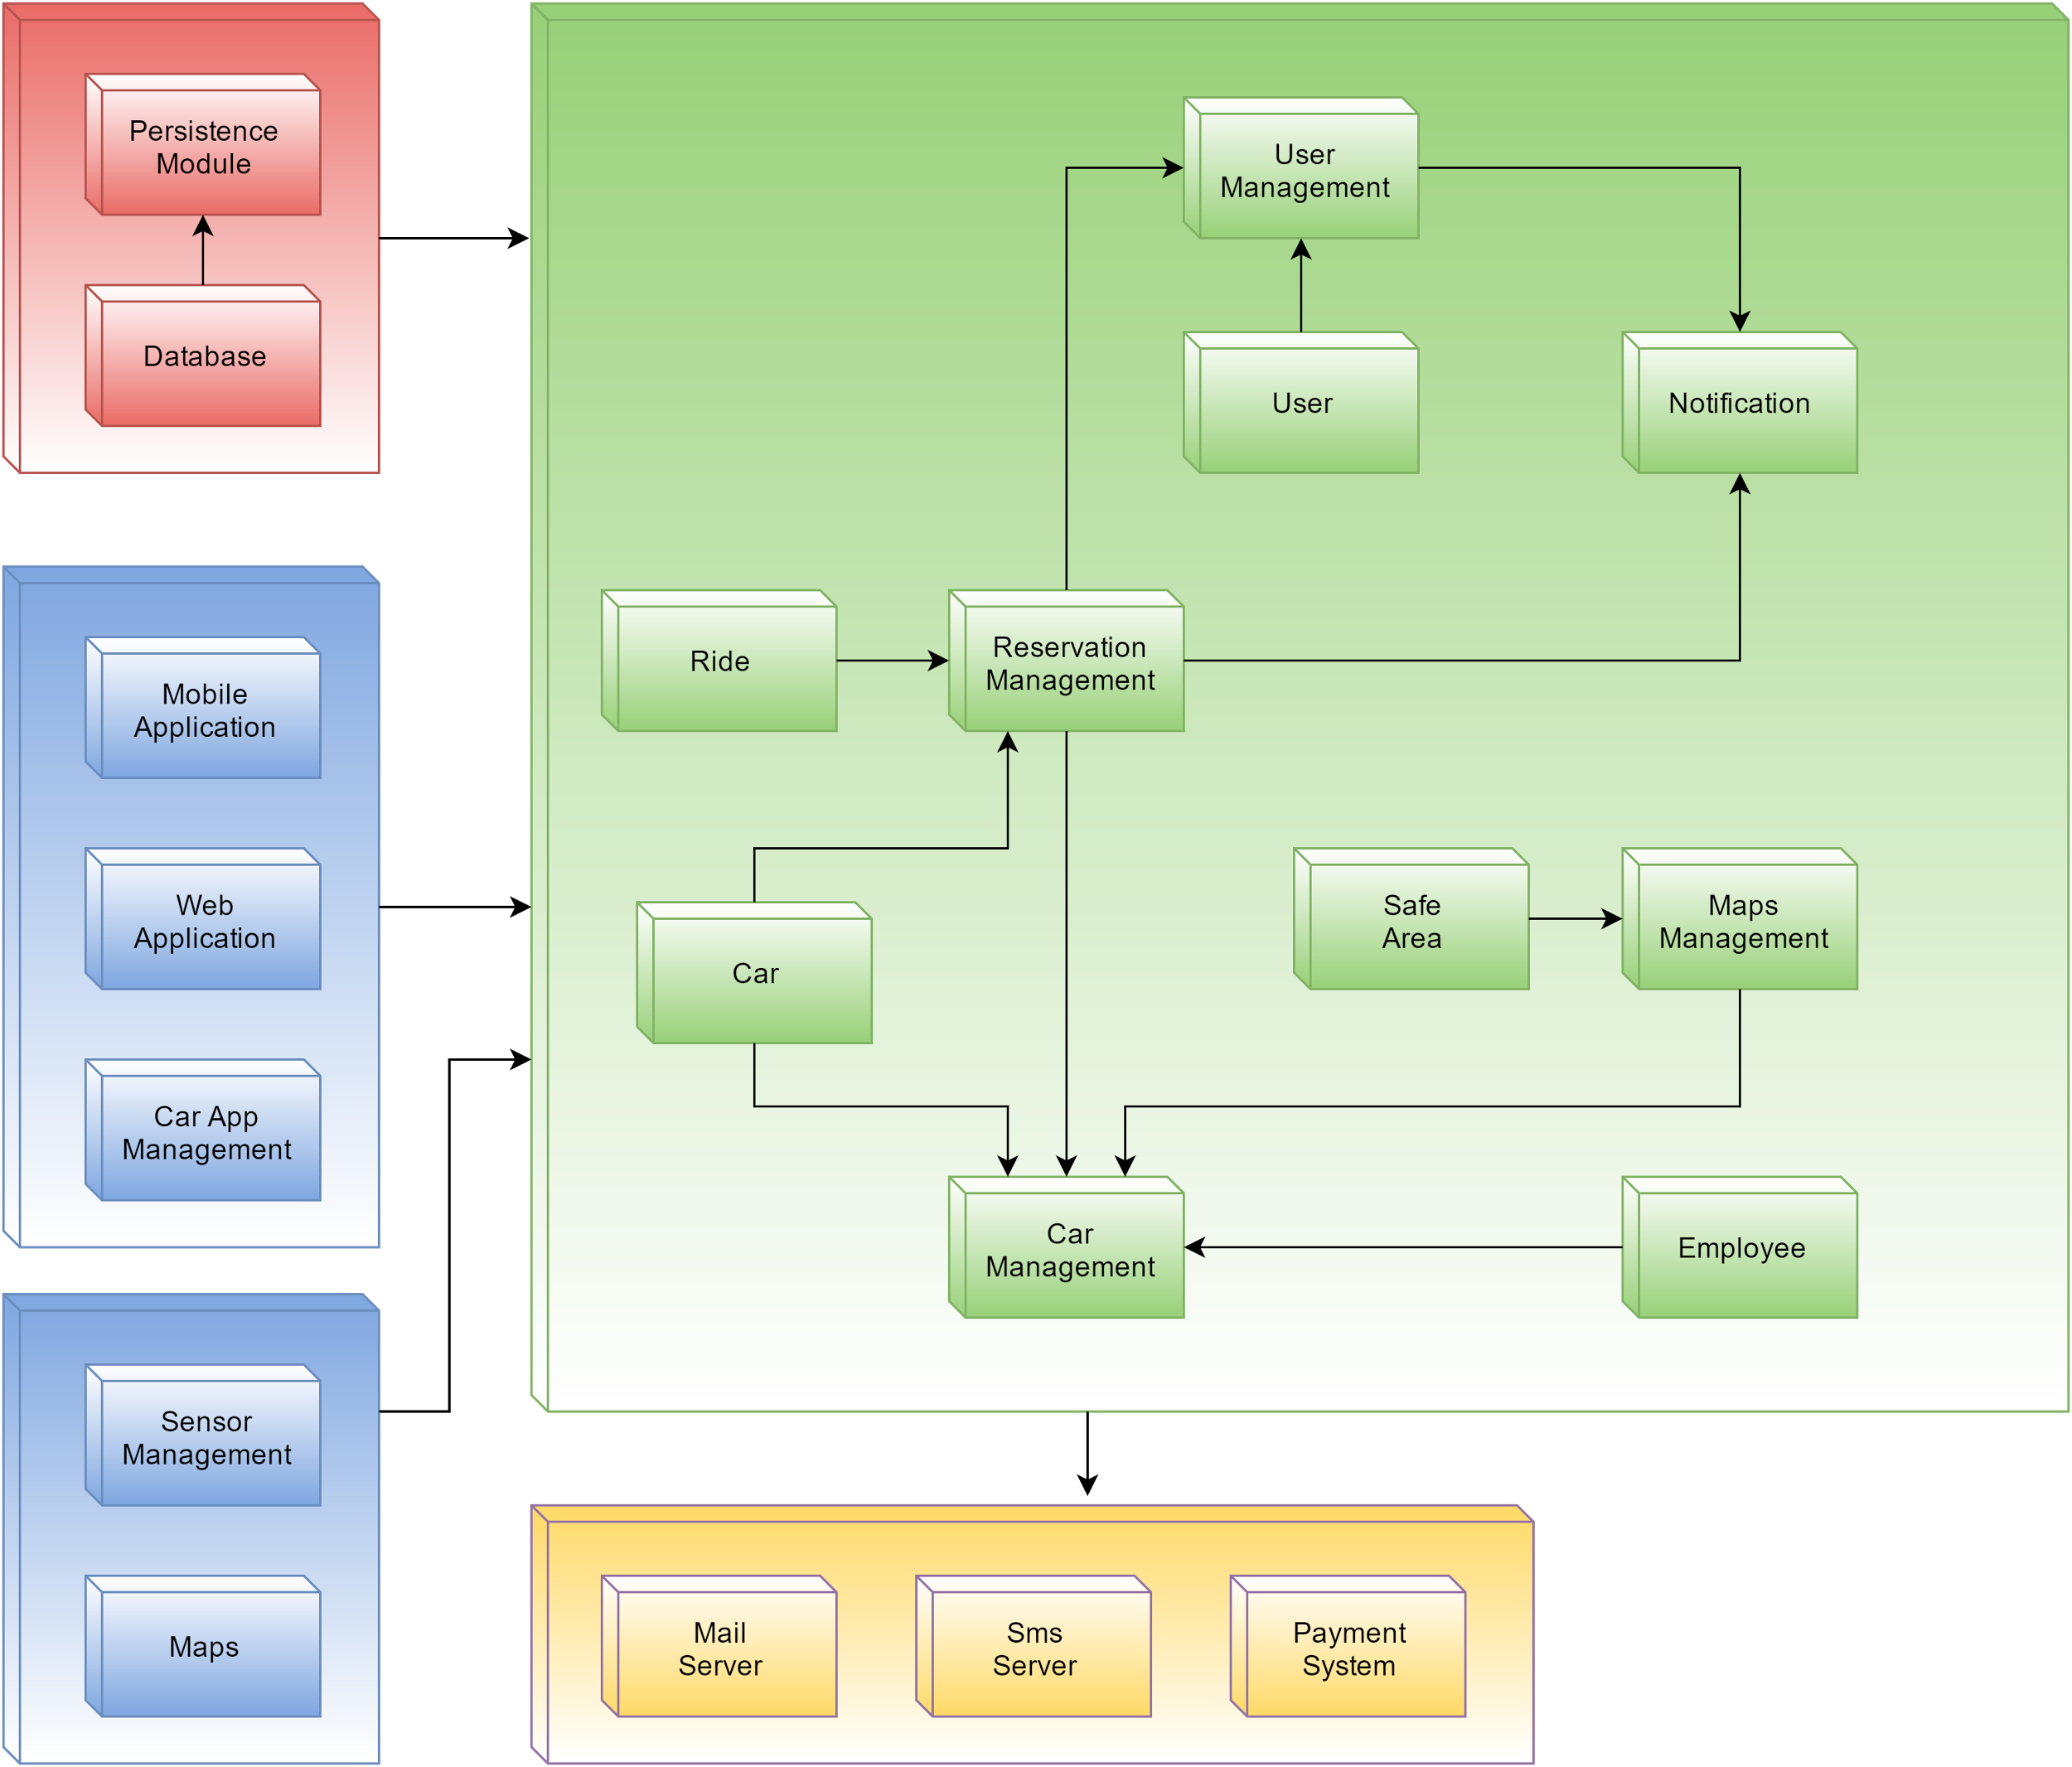 Persistence
Module
Database
Mobile
Application
Web
Application
Car App
Management
Sensor
Management
Maps
User
Management
User
Notification
Ride
Reservation
Management
Car
Safe
Area
Maps
Management
Car
Management
Employee
Mail
Server
Sms
Server
Payment
System